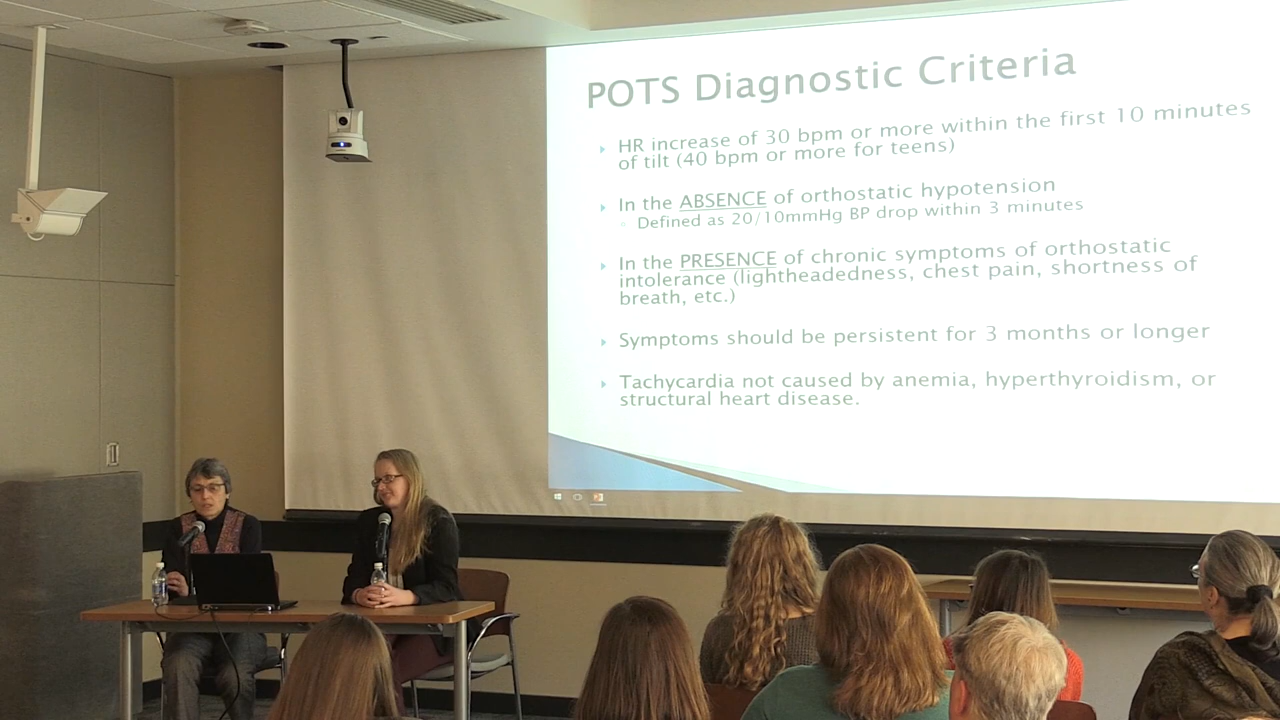 POTS Diagnostic Criteria
HR increase of 30 bpm or more within the first 10 minutes
of tilt (40 bpm or more for teens)
In the ABSENCE of orthostatic hypotension
Defined as 20/10mmHg BP drop within 3 minutes
In the PRESENCE of chronic symptoms of orthostatic
intolerance (lightheadedness, chest pain, shortness of
breath, etc.)
Symptoms should be persistent for 3 months or longer
Tachycardia not caused by anemia, hyperthyroidism, or
structural heart disease.